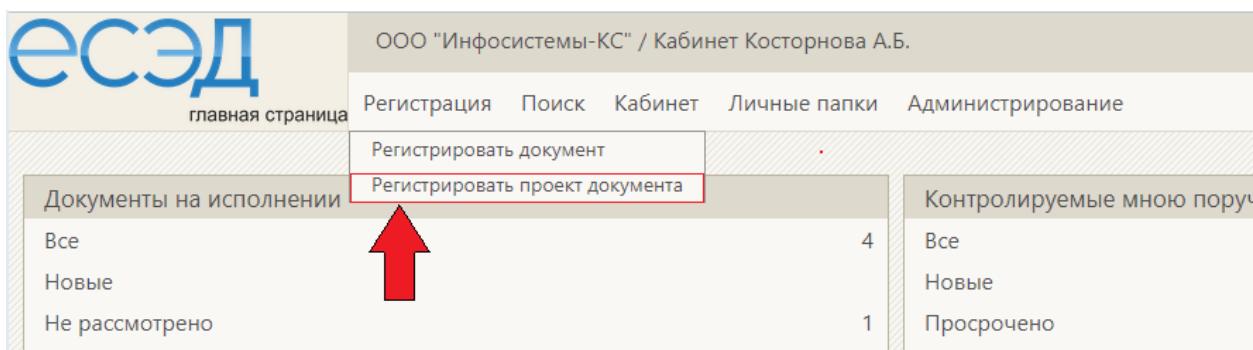 есэд
главная страница
ООО "Инфосистемы-КС" / Кабинет Косторнова А.Б.
Регистрация Поиск Кабинет Личные папки Администрирование
Регистрировать документ
Регистрировать проект документа
Документы на исполнении
Все 4
Новые
Не рассмотрено 1
Контролируемые мною поруч
Все
Новые
Просрочено